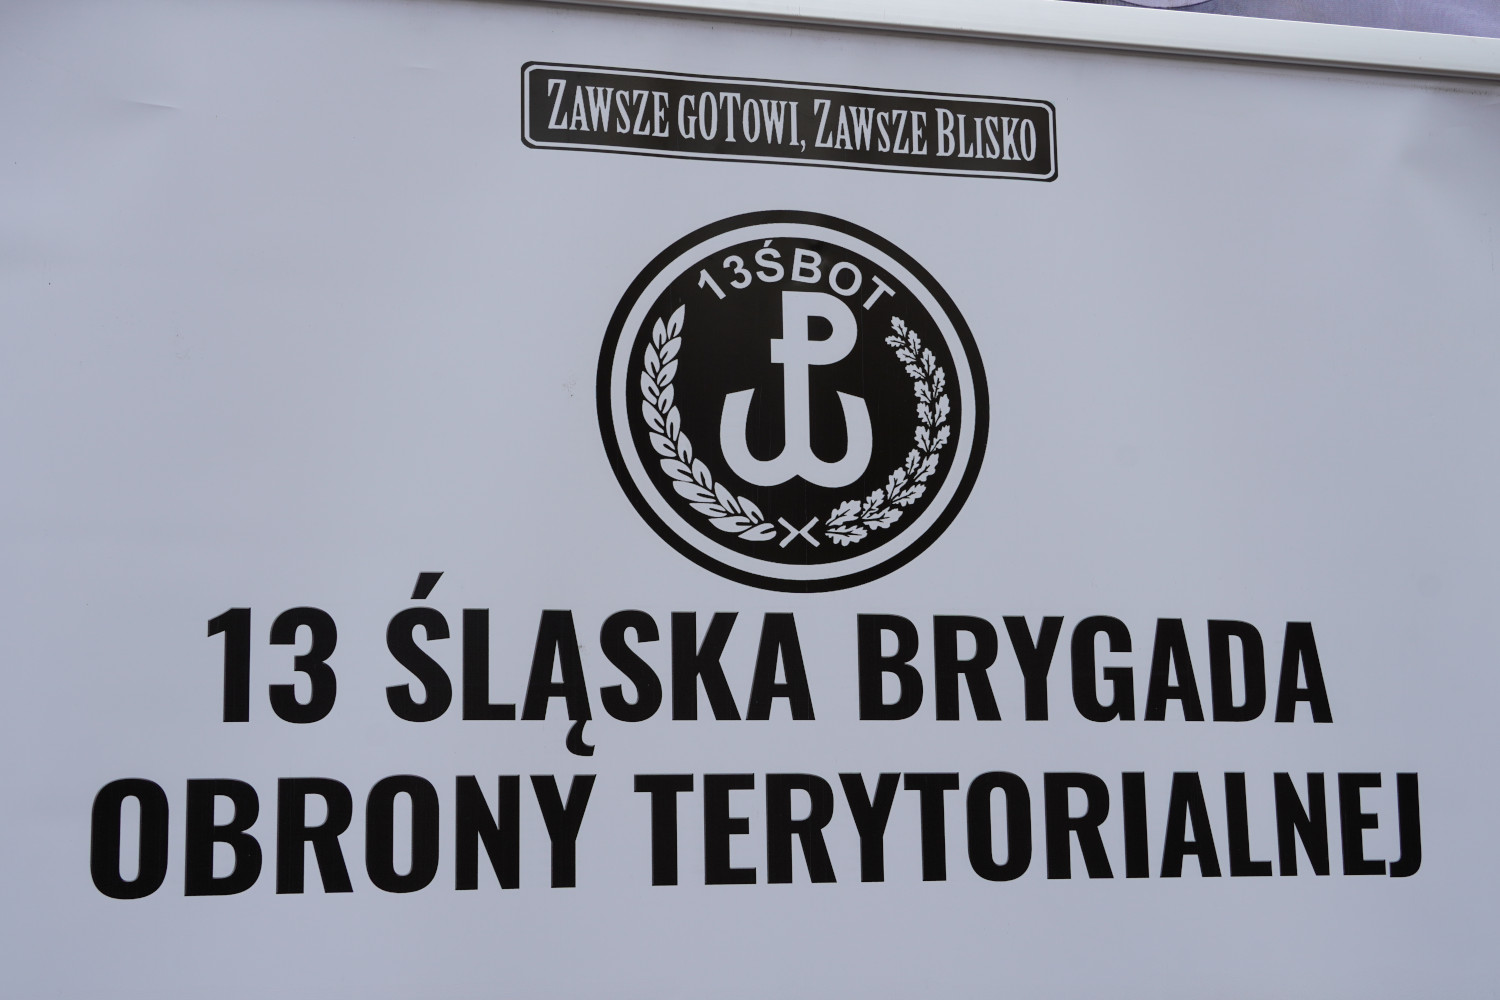 ZAWSZE GOTOWI, ZAWSZE BLISKO
13ŚBOT
13 ŚLĄSKA BRYGADA
OBRONY TERYTORIALNEJ